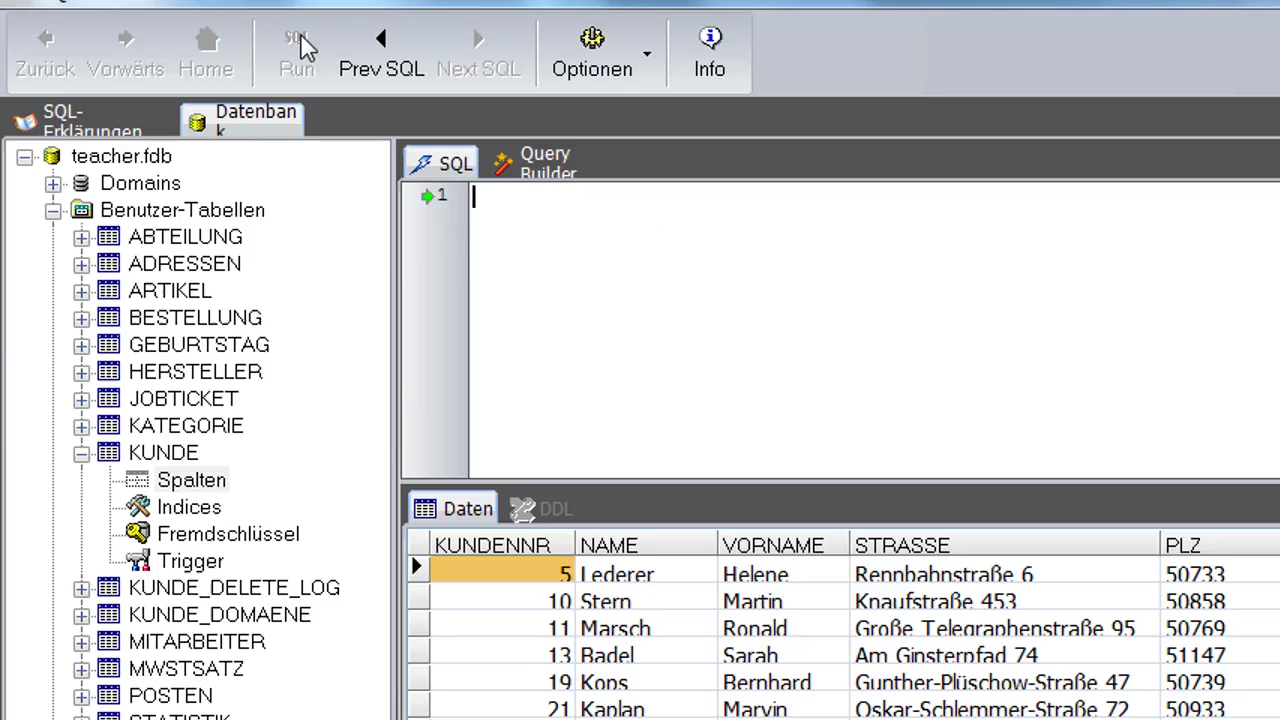 Zurück Vorwärts Home Run Prev SQL Next SQL Optionen Info
SQL-
Erklärungen
Datenban
k
teacher.fdb
Domains
Benutzer-Tabellen
ABTEILUNG
ADRESSEN
ARTIKEL
BESTELLUNG
GEBURTSTAG
HERSTELLER
JOBTICKET
KATEGORIE
KUNDE
Spalten
Indices
Fremdschlüssel
Trigger
KUNDE_DELETE_LOG
KUNDE_DOMAENE
MITARBEITER
MWSTSATZ
POSTEN
STATISTIK
SQL
Query
Builder
1
Daten DDL
KUNDENNR NAME VORNAME STRASSE PLZ
5 Lederer Helene Rennbahnstraße 6 50733
10 Stern Martin Knaufstraße 453 50858
11 Marsch Ronald Große Telegraphenstraße 95 50769
13 Badel Sarah Am Ginsterpfad 74 51147
19 Kops Bernhard Gunther-Plüschow-Straße 47 50739
21 Kaplan Marvin Oskar-Schlemmer-Straße 72 50933